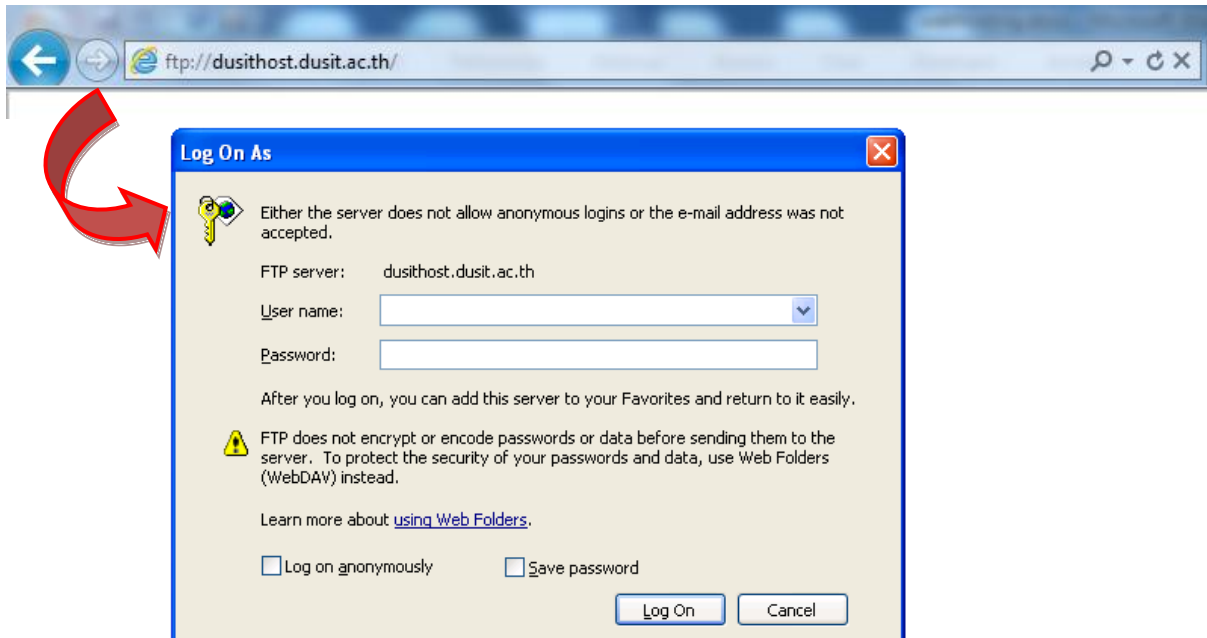 ftp://dusithost.dusit.ac.th/
Log On As
Either the server does not allow anonymous logins or the e-mail address was not
accepted.
FTP server: dusithost.dusit.ac.th
User name:
Password:
After you log on, you can add this server to your Favorites and return to it easily.
FTP does not encrypt or encode passwords or data before sending them to the
server. To protect the security of your passwords and data, use Web Folders
(WebDAV) instead.
Learn more about using Web Folders.
Log on anonymously Save password
Log On Cancel